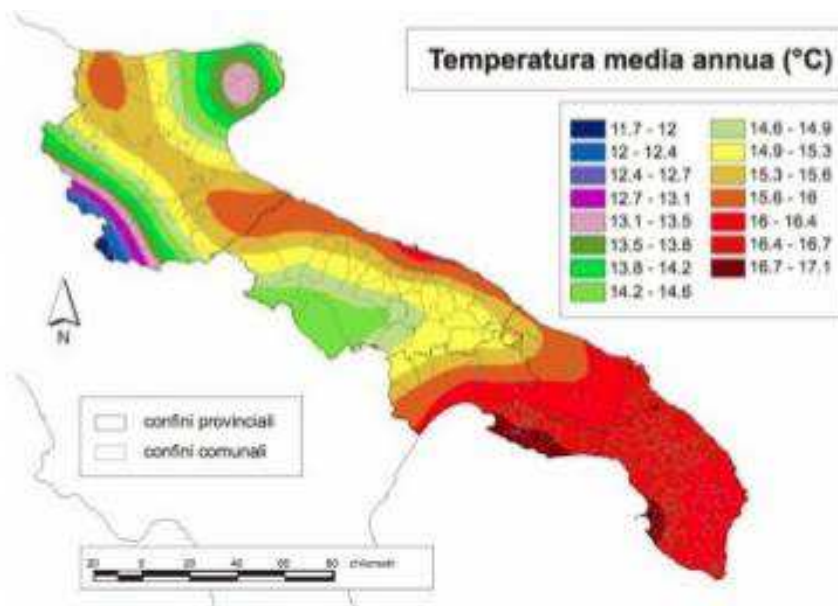 Temperatura media annua (°C)
11.7 - 12
12 - 12.4
12.4 - 12.7
12.7 - 13.1
13.1 - 13.5
13.5 - 13.8
13.8 - 14.2
14.2 - 14.6
14.6 - 14.9
14.9 - 15.3
15.3 - 15.6
15.6 - 16
16 - 16.4
16.4 - 16.7
16.7 - 17.1
N
confini provinciali
confini comunali
20 0 20 40 60 80 chilometri